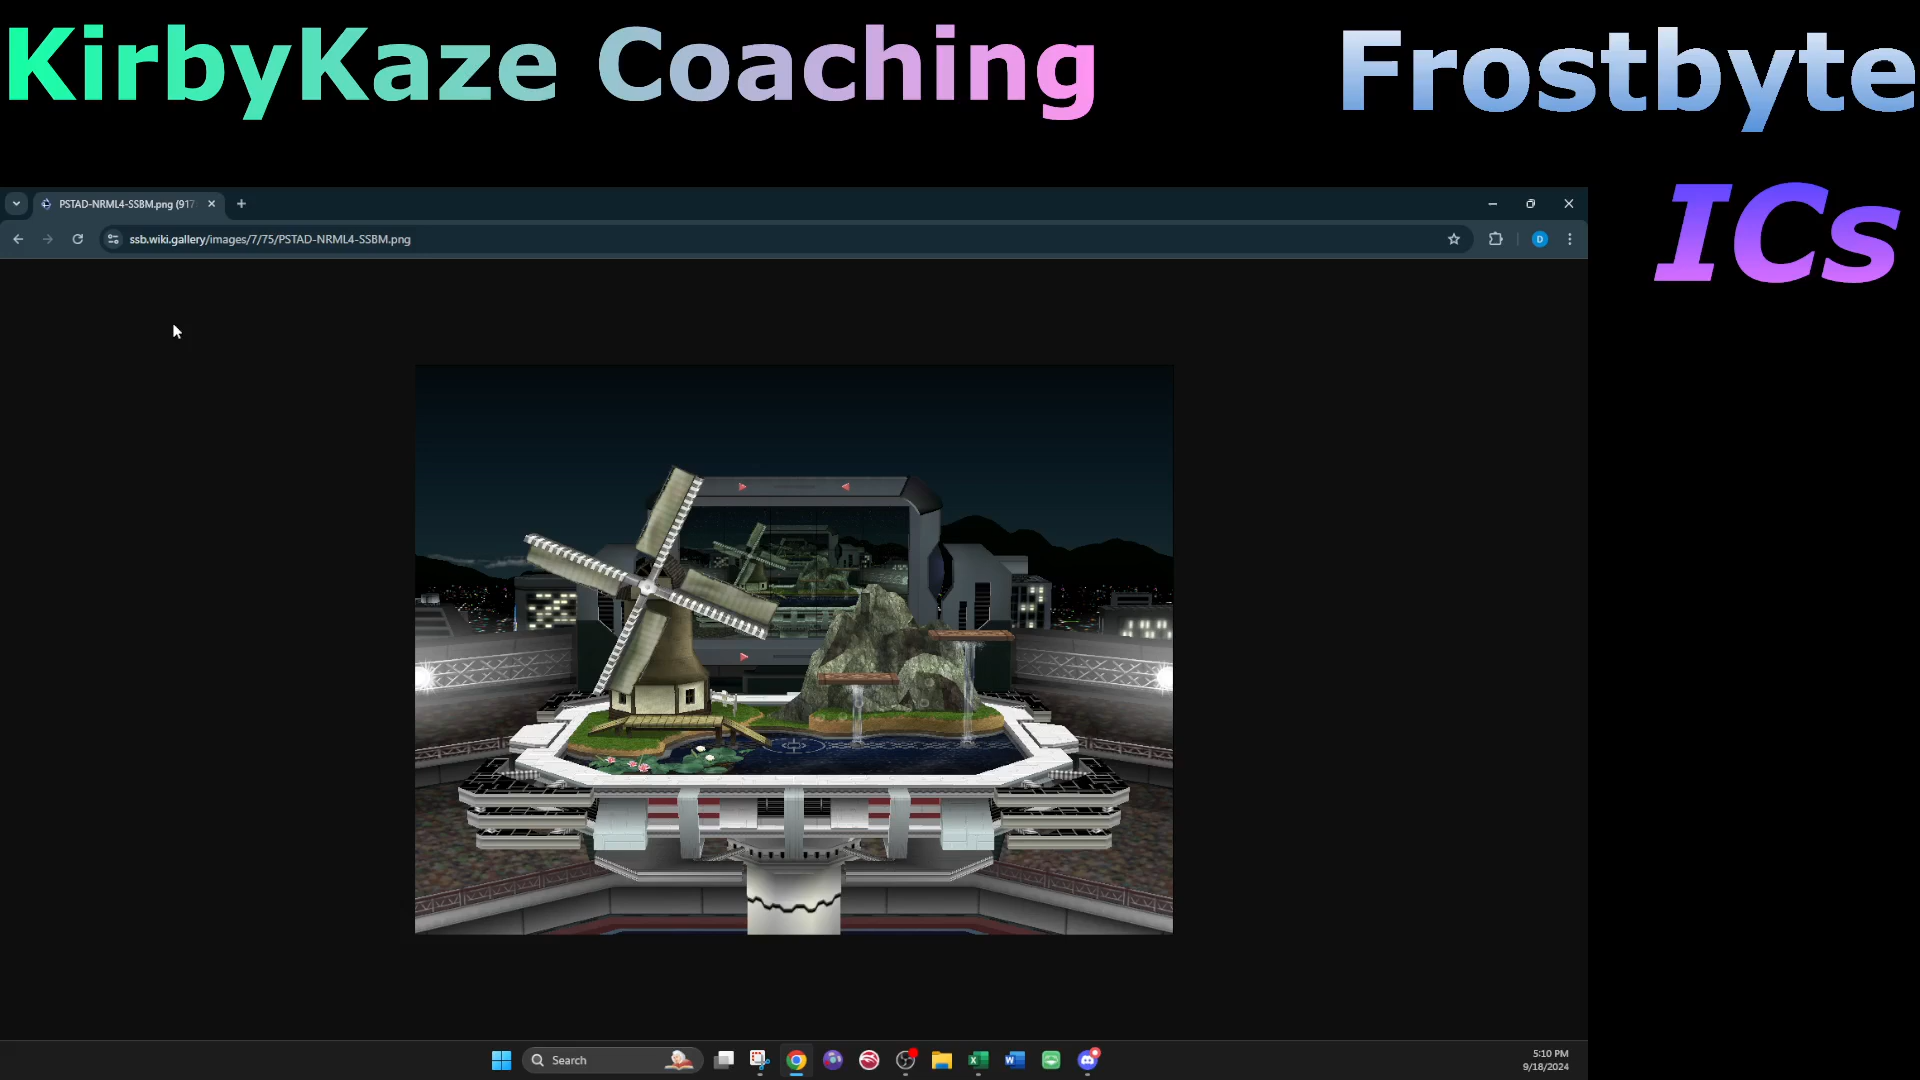 KirbyKaze Coaching
Frostbyte
ICs
PSTAD-NRML4-SSBM.png (917
ssb.wiki.gallery/images/7/75/PSTAD-NRML4-SSBM.png
D
Search
5:10 PM
9/18/2024